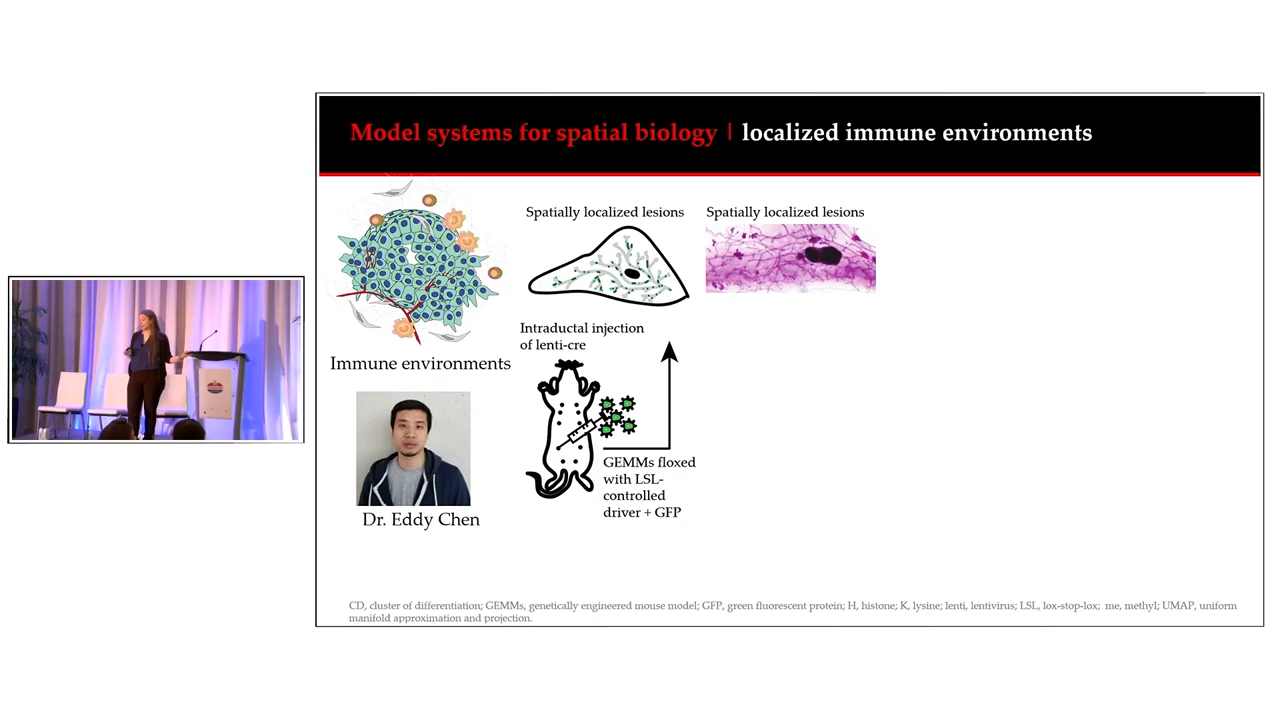 Model systems for spatial biology | localized immune environments
Spatially localized lesions
Spatially localized lesions
Intraductal injection
of lenti-cre
Immune environments
GEMMs floxed
with LSL-
controlled
driver + GFP
Dr. Eddy Chen
CD, cluster of differentiation; GEMMs, genetically engineered mouse model; GFP, green fluorescent protein; H, histone; K, lysine; lenti, lentivirus; LSL, lox-stop-lox; me, methyl; UMAP, uniform
manifold approximation and projection.